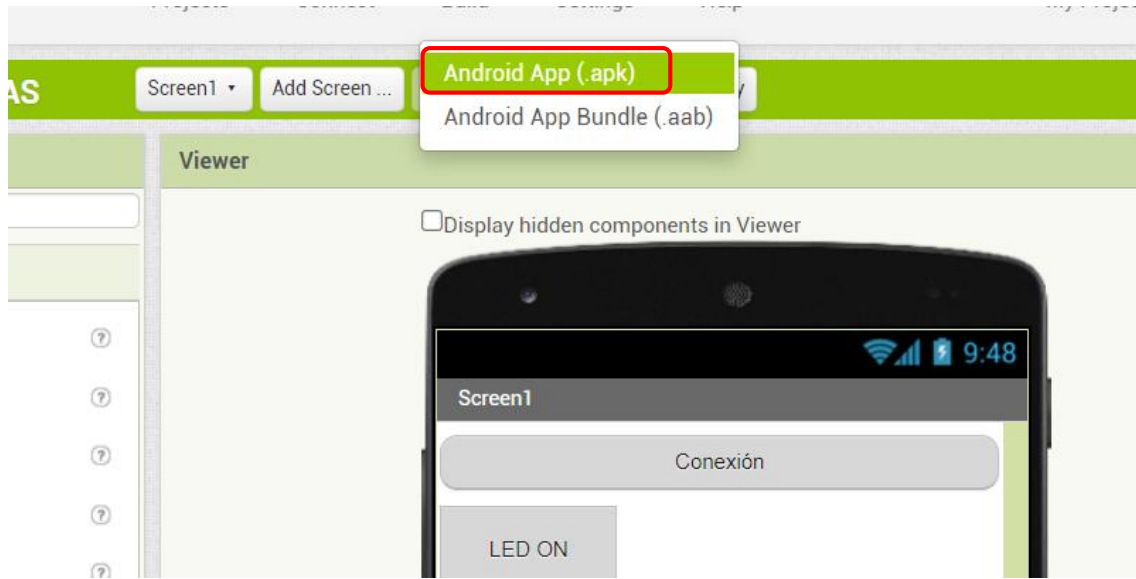 Android App (.apk)
AS
Screen1
Add Screen ...
Android App Bundle (.aab)
Viewer
Display hidden components in Viewer
9:48
Screen1
Conexión
LED ON